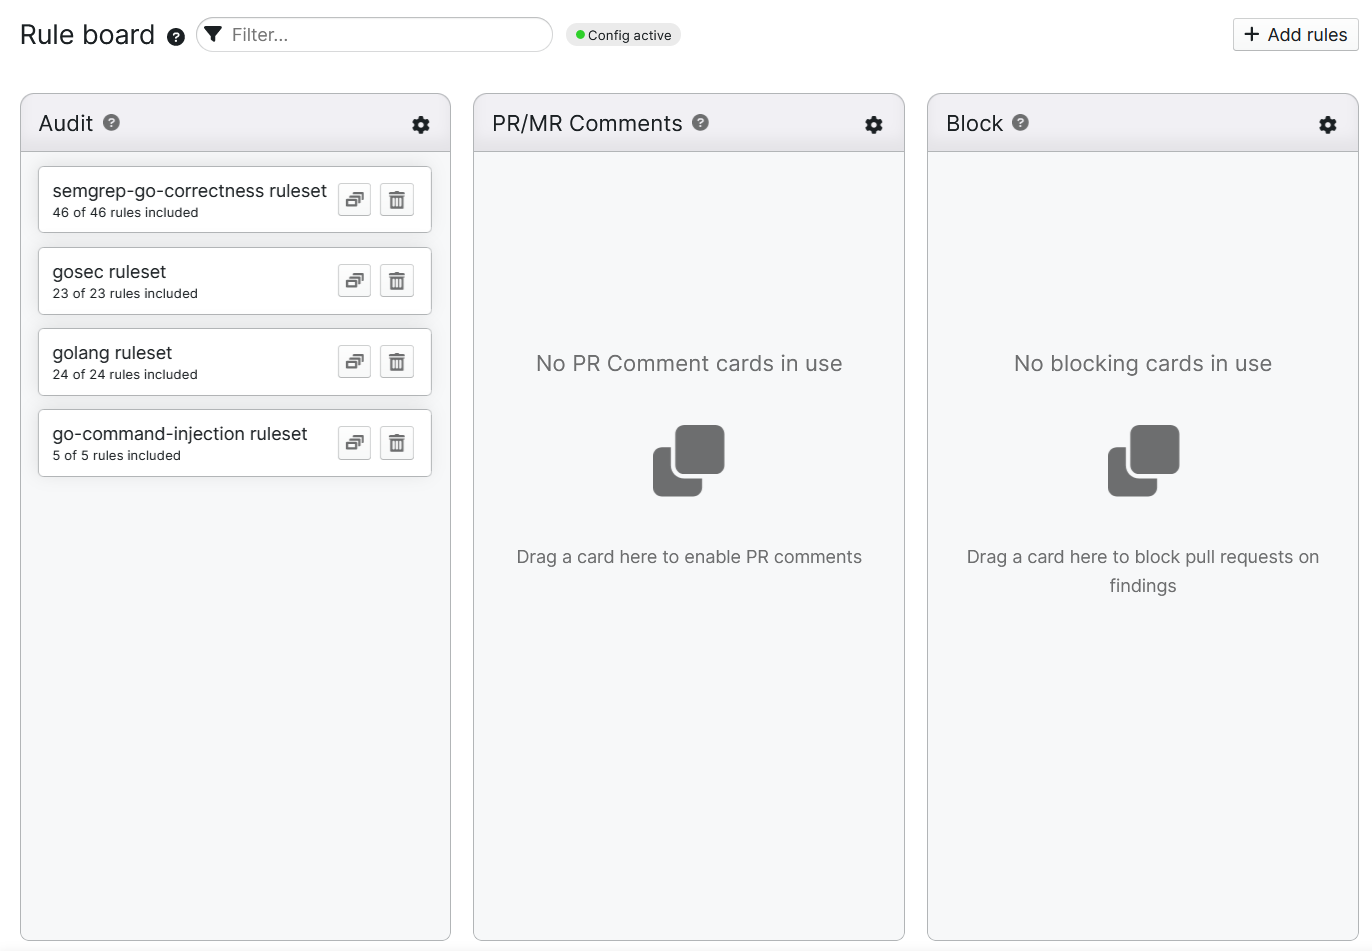 Rule board
Filter...
Config active
Add rules
Audit
semgrep-go-correctness ruleset
46 of 46 rules included
gosec ruleset
23 of 23 rules included
golang ruleset
24 of 24 rules included
go-command-injection ruleset
5 of 5 rules included
PR/MR Comments
No PR Comment cards in use
Drag a card here to enable PR comments
Block
No blocking cards in use
Drag a card here to block pull requests on
findings